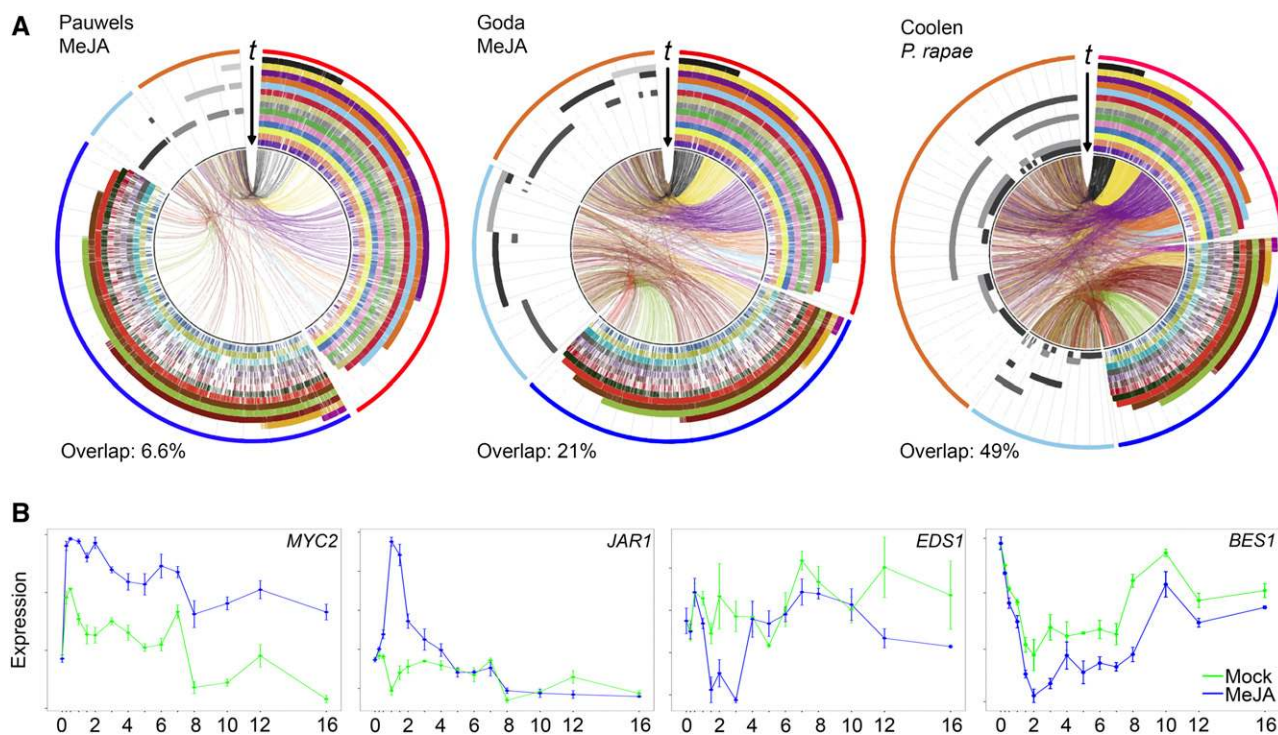 A
Pauwels
MeJA
t
Overlap: 6.6%
Goda
MeJA
t
Overlap: 21%
Coolen
P. rapae
t
Overlap: 49%
B
Expression
MYC2
0 2 4 6 8 10 12 16
JAR1
0 2 4 6 8 10 12 16
EDS1
0 2 4 6 8 10 12 16
BES1
Mock
MeJA
0 2 4 6 8 10 12 16